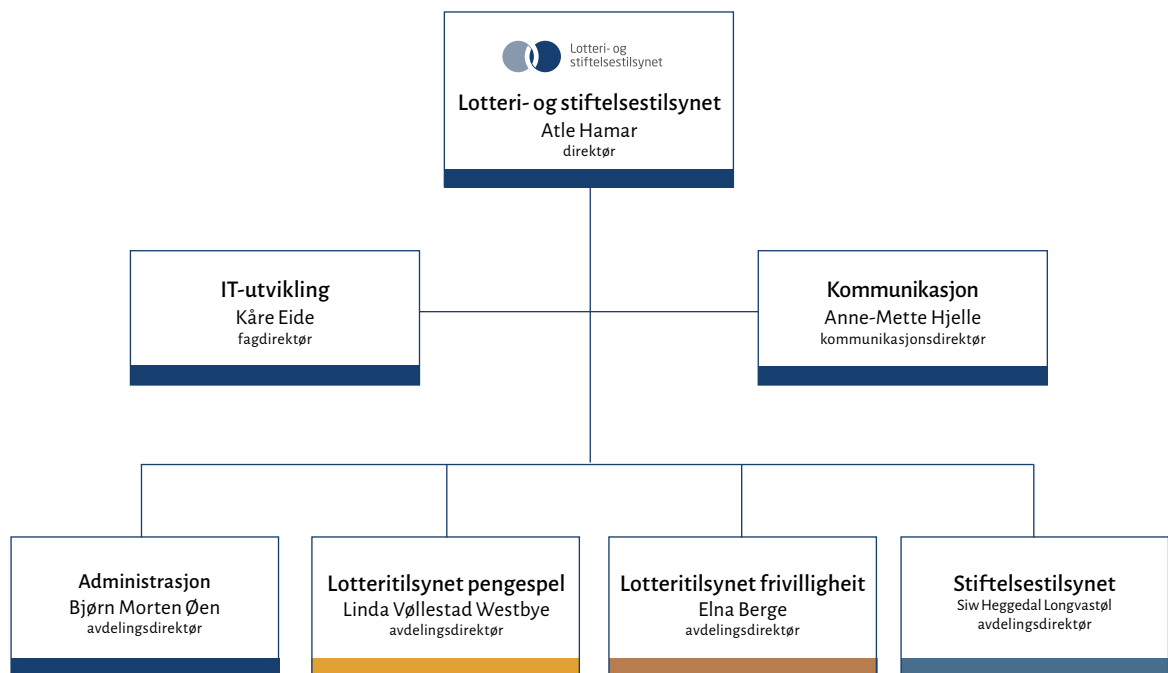 Lotteri- og
stiftelsestilsynet
Lotteri- og stiftelsestilsynet
Atle Hamar
direktør
IT-utvikling
Kåre Eide
fagdirektør
Kommunikasjon
Anne-Mette Hjelle
kommunikasjonsdirektør
Administrasjon
Bjørn Morten Øen
avdelingsdirektør
Lotteritilsynet pengespel
Linda Vøllestad Westbye
avdelingsdirektør
Lotteritilsynet frivilligheit
Elna Berge
avdelingsdirektør
Stiftelsestilsynet
Siw Heggedal Longvastøl
avdelingsdirektør